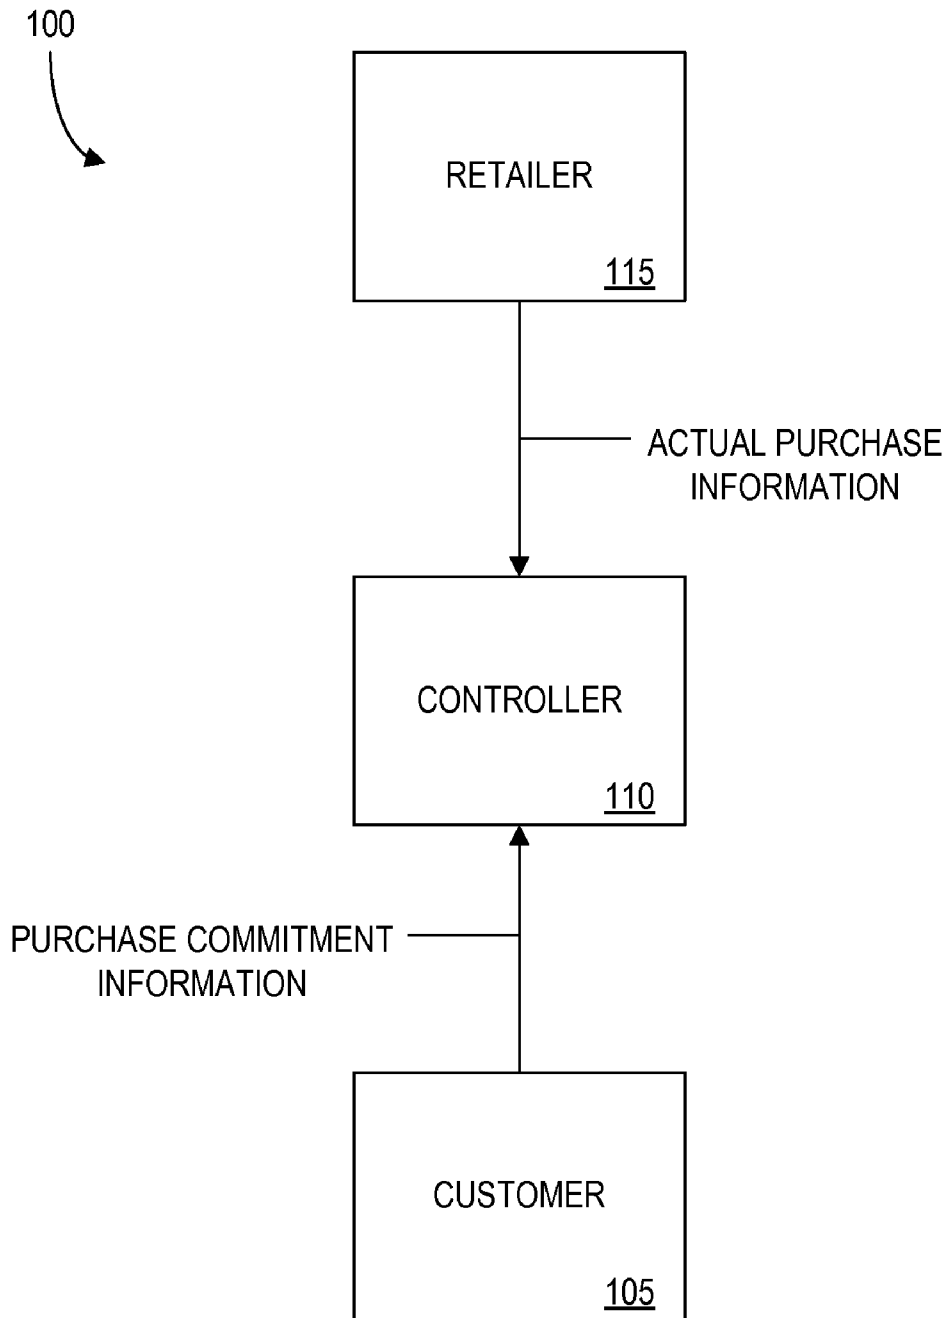 100
RETAILER
115
ACTUAL PURCHASE
INFORMATION
CONTROLLER
110
PURCHASE COMMITMENT
INFORMATION
CUSTOMER
105